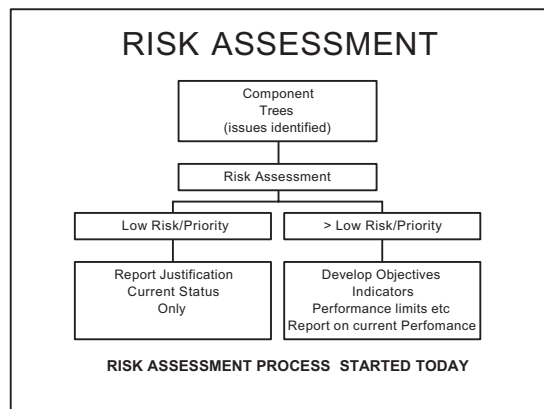 RISK ASSESSMENT
Component
Trees
(issues identified)
Risk Assessment
Low Risk/Priority
> Low Risk/Priority
Report Justification
Current Status
Only
Develop Objectives
Indicators
Performance limits etc
Report on current Perfomance
RISK ASSESSMENT PROCESS STARTED TODAY